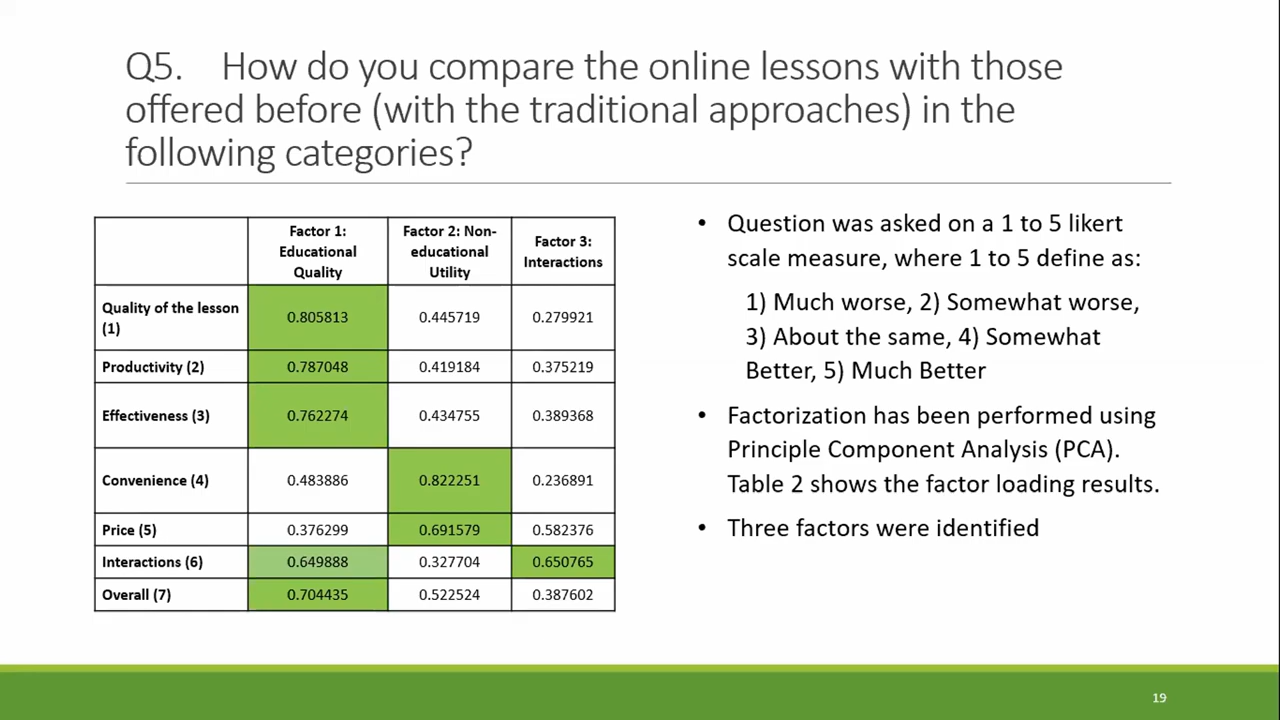 Q5. How do you compare the online lessons with those
offered before (with the traditional approaches) in the
following categories?
Factor 1: Educational Quality Factor 2: Non-educational Utility Factor 3: Interactions
Quality of the lesson (1) 0.805813 0.445719 0.279921
Productivity (2) 0.787048 0.419184 0.375219
Effectiveness (3) 0.762274 0.434755 0.389368
Convenience (4) 0.483886 0.822251 0.236891
Price (5) 0.376299 0.691579 0.582376
Interactions (6) 0.649888 0.327704 0.650765
Overall (7) 0.704435 0.522524 0.387602
• Question was asked on a 1 to 5 likert
scale measure, where 1 to 5 define as:
1) Much worse, 2) Somewhat worse,
3) About the same, 4) Somewhat
Better, 5) Much Better
• Factorization has been performed using
Principle Component Analysis (PCA).
Table 2 shows the factor loading results.
• Three factors were identified
19